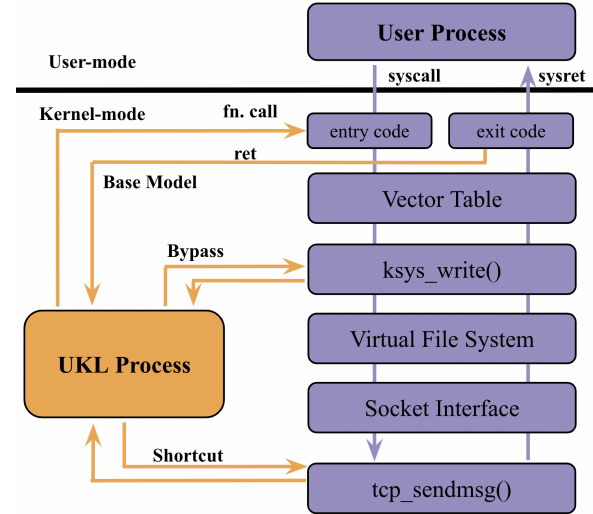 User Process
User-mode
syscall
sysret
Kernel-mode
fn. call
entry code
exit code
ret
Base Model
Vector Table
Bypass
ksys_write()
Virtual File System
UKL Process
Socket Interface
Shortcut
tcp_sendmsg()